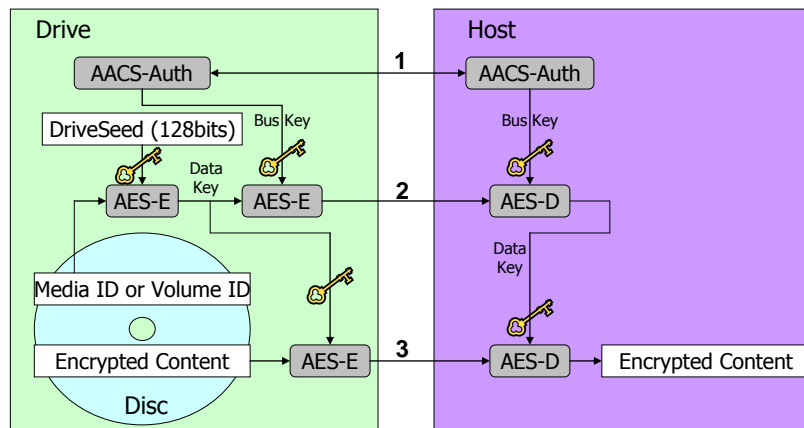 Drive
Host
1
AACS-Auth
AACS-Auth
DriveSeed (128bits)
Bus Key
Bus Key
Data
Key
AES-E
AES-E
2
AES-D
Media ID or Volume ID
Data
Key
Encrypted Content
AES-E
3
AES-D
Encrypted Content
Disc